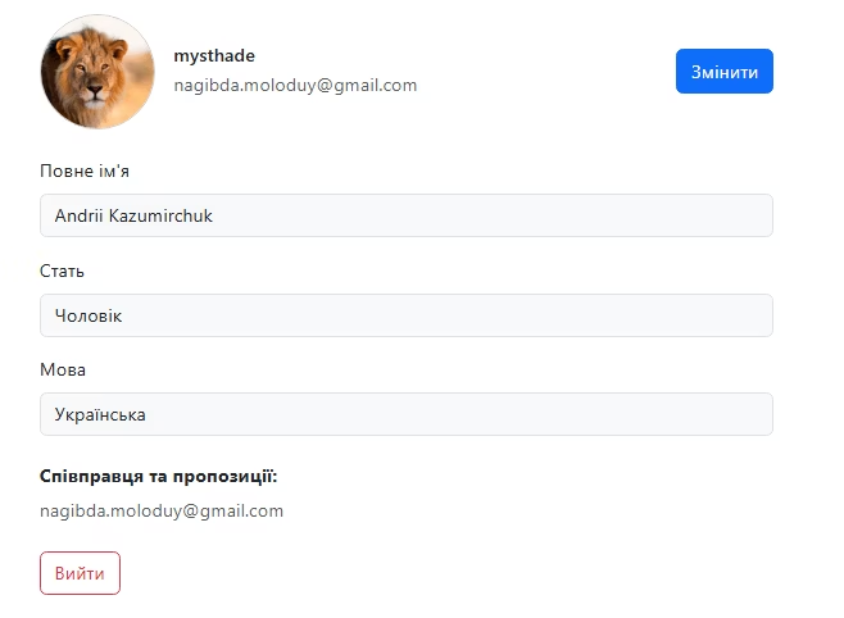 mysthade
nagibda.moloduy@gmail.com
Змінити
Повне ім'я
Andrii Kazumirchuk
Стать
Чоловік
Мова
Українська
Співправця та пропозиції:
nagibda.moloduy@gmail.com
Вийти